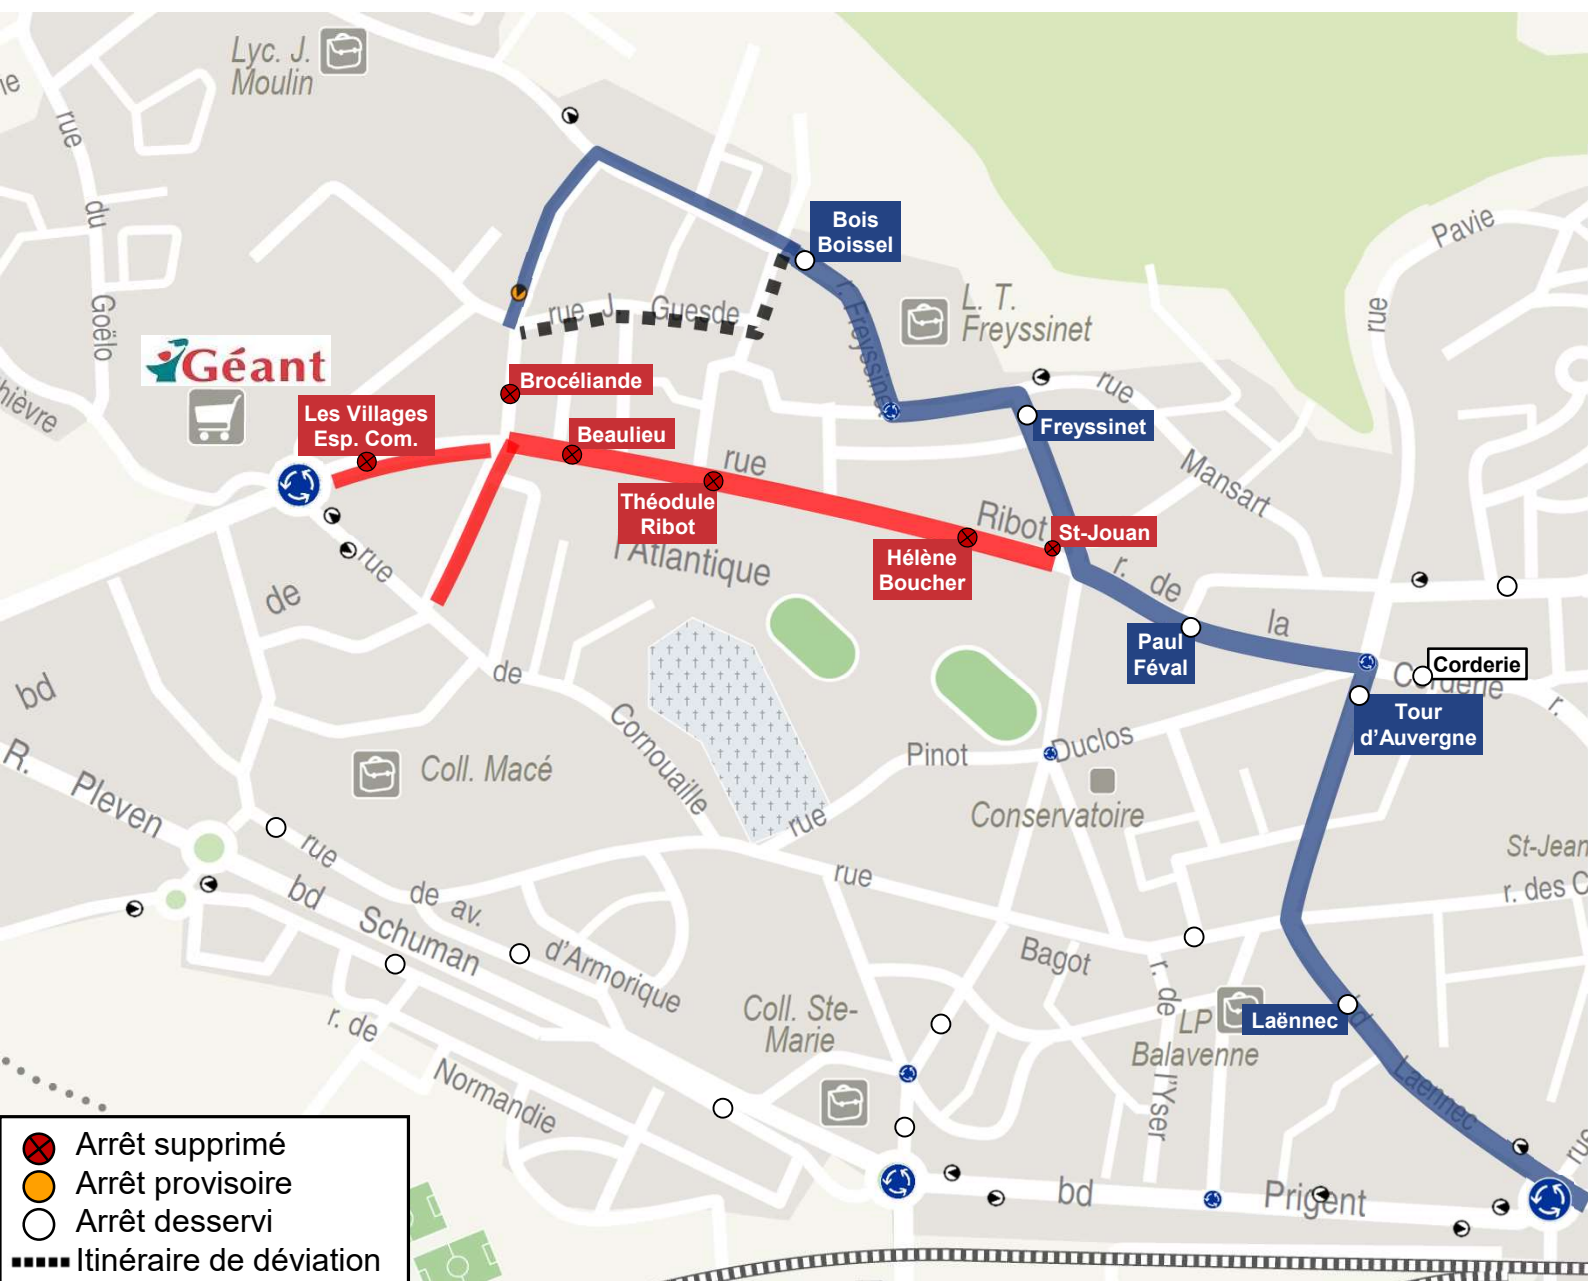 Lyc. J.
Moulin
ie
rue
du
Goëlo
hièvre
Géant
Bois
Boissel
r. Freyssinet
L. T.
Freyssinet
Pavie
rue
rue J. Guesde
Brocéliande
Les Villages
Esp. Com.
Beaulieu
rue
Théodule
Ribot
Freyssinet
rue
Mansart
Ribot
St-Jouan
Hélène
Boucher
l'Atlantique
rue
de
de
bd
r. de
la
Paul
Féval
Corderie
Corderie
r.
Tour
d'Auvergne
Cornouaille
Pinot
Duclos
rue
Conservatoire
Coll. Macé
R. Pleven
rue
de av.
d'Armorique
bd
Schuman
rue
Bagot
St-Jean
r. des C
r. de
l'Yser
LP
Balavenne
Laënnec
bd
Laennec
Coll. Ste-
Marie
r. de
Normandie
bd
Prigent
rue
Arrêt supprimé
Arrêt provisoire
Arrêt desservi
Itinéraire de déviation